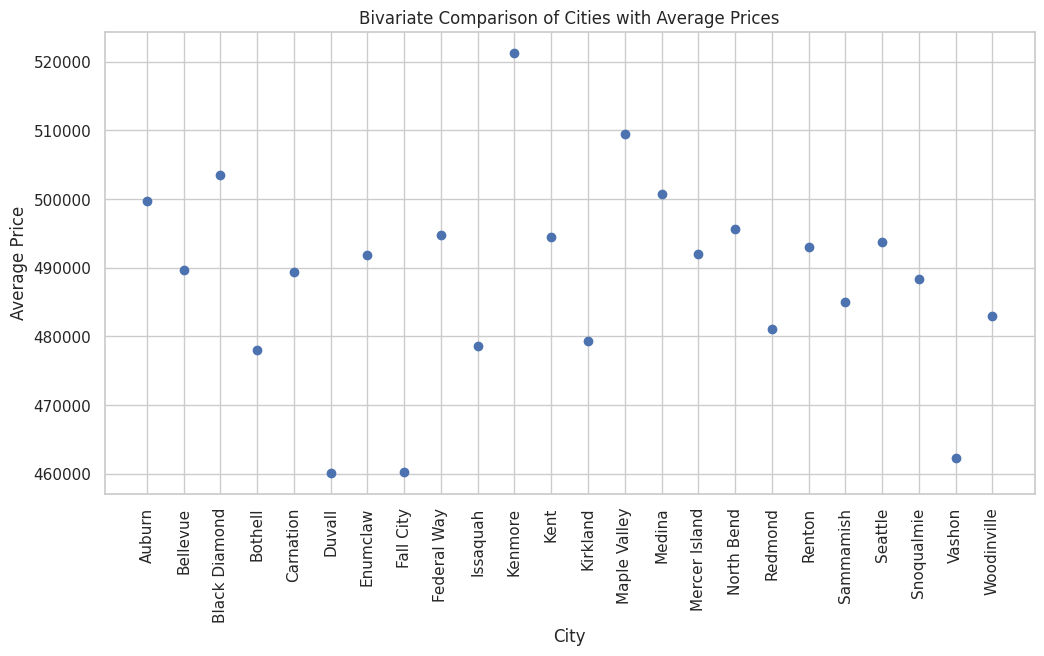 Bivariate Comparison of Cities with Average Prices
520000
510000
500000
490000
480000
470000
460000
Average Price
Auburn
Bellevue
Black Diamond
Bothell
Carnation
Duvall
Enumclaw
Fall City
Federal Way
Issaquah
Kenmore
Kent
Kirkland
Maple Valley
Medina
Mercer Island
North Bend
Redmond
Renton
Sammamish
Seattle
Snoqualmie
Vashon
Woodinville
City